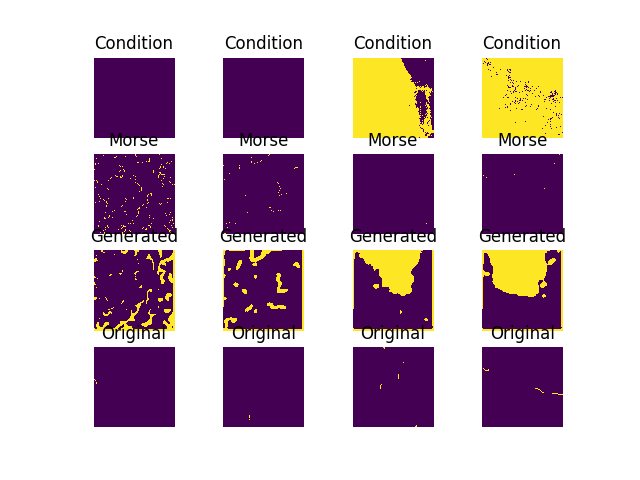 Condition Condition Condition Condition
Morse Morse Morse Morse
Generated Generated Generated Generated
Original Original Original Original